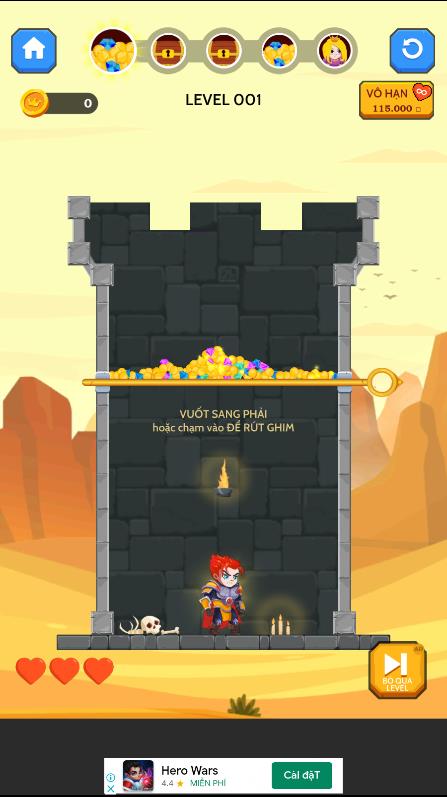 0
LEVEL 001
VÔ HẠN
115.000 ₫
VUỐT SANG PHẢI
hoặc chạm vào ĐỂ RÚT GHIM
AD
BỎ QUA
LEVEL
Hero Wars
4.4 ★ MIỄN PHÍ
Cài đặT